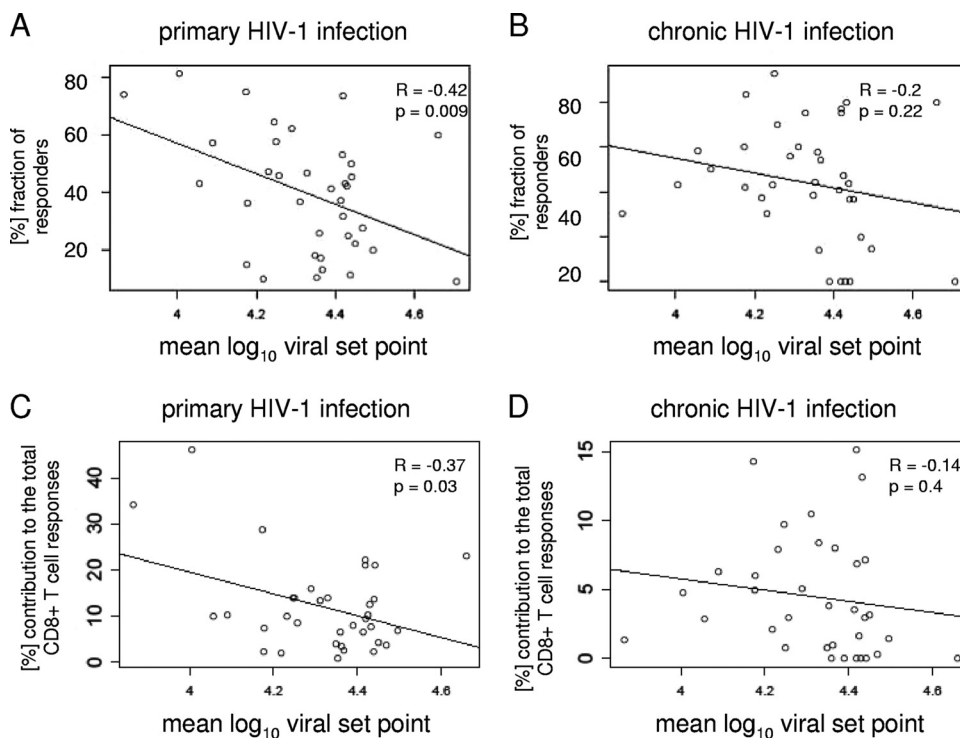 A
primary HIV-1 infection
R = -0.42
p = 0.009
[%] fraction of
responders
80
60
40
20
4
4.2
4.4
4.6
mean log₁₀ viral set point
B
chronic HIV-1 infection
R = -0.2
p = 0.22
[%] fraction of
responders
80
60
40
20
4
4.2
4.4
4.6
mean log₁₀ viral set point
C
primary HIV-1 infection
R = -0.37
p = 0.03
[%] contribution to the total
CD8+ T cell responses
40
30
20
10
0
4
4.2
4.4
4.6
mean log₁₀ viral set point
D
chronic HIV-1 infection
R = -0.14
p = 0.4
[%] contribution to the total
CD8+ T cell responses
15
10
5
0
4
4.2
4.4
4.6
mean log₁₀ viral set point